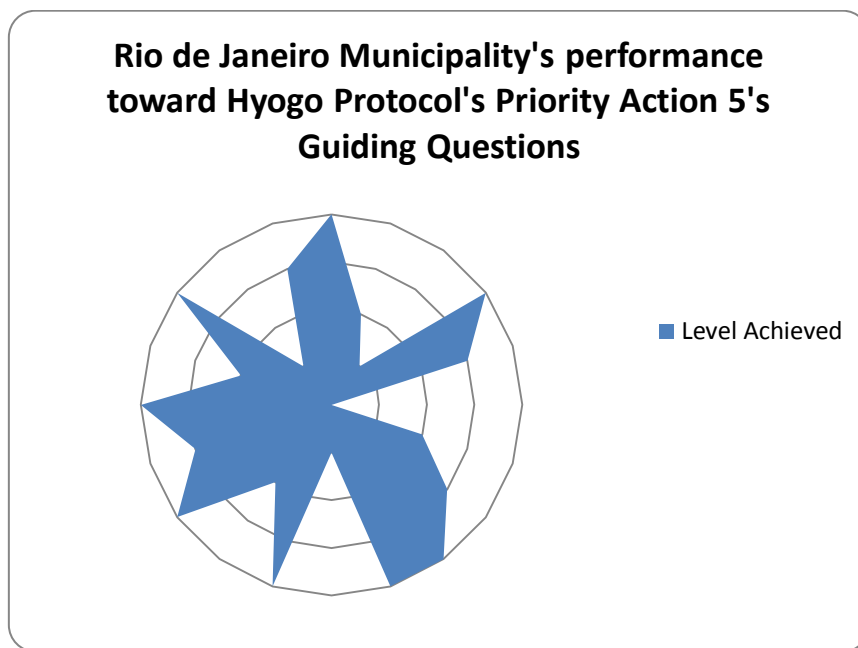 Rio de Janeiro Municipality's performance
toward Hyogo Protocol's Priority Action 5's
Guiding Questions
Level Achieved